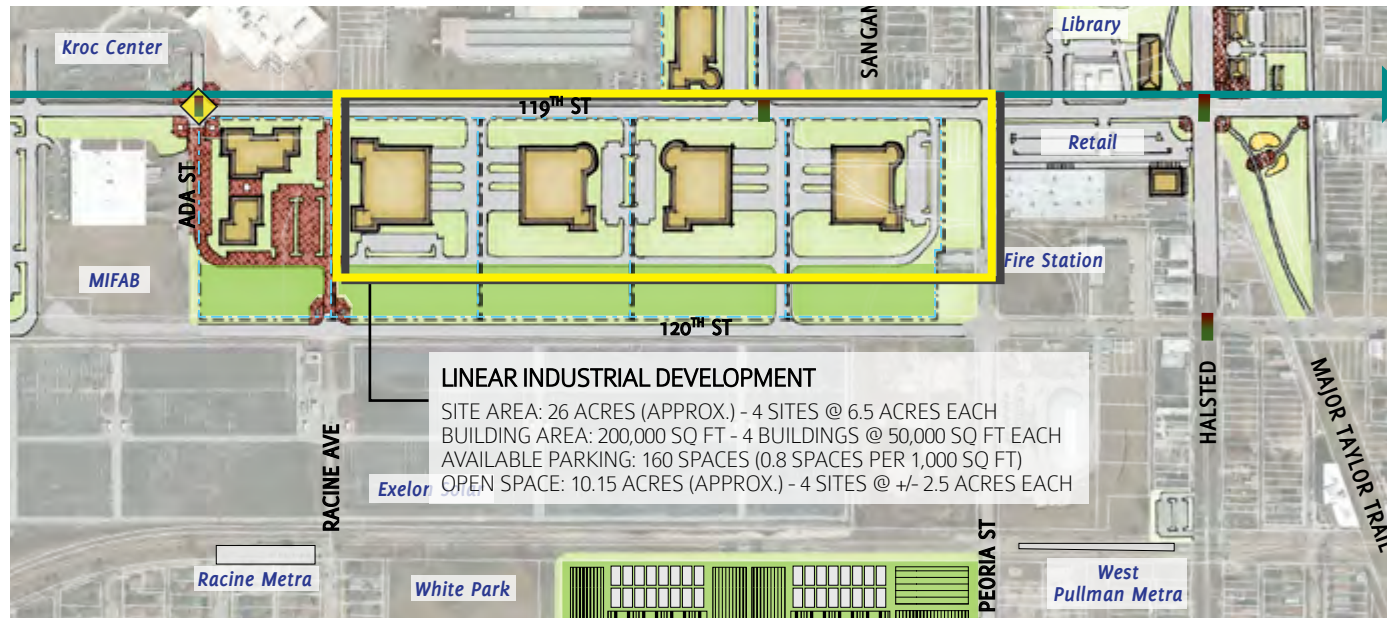 Kroc Center
SANGAM
Library
119TH ST
Retail
ADA ST
MIFAB
Fire Station
120TH ST
LINEAR INDUSTRIAL DEVELOPMENT
SITE AREA: 26 ACRES (APPROX.) - 4 SITES @ 6.5 ACRES EACH
BUILDING AREA: 200,000 SQ FT - 4 BUILDINGS @ 50,000 SQ FT EACH
AVAILABLE PARKING: 160 SPACES (0.8 SPACES PER 1,000 SQ FT)
OPEN SPACE: 10.15 ACRES (APPROX.) - 4 SITES @ +/- 2.5 ACRES EACH
RACINE AVE
Exelon Solar
HALSTED
MAJOR TAYLOR TRAIL
PEORIA ST
Racine Metra
White Park
West
Pullman Metra